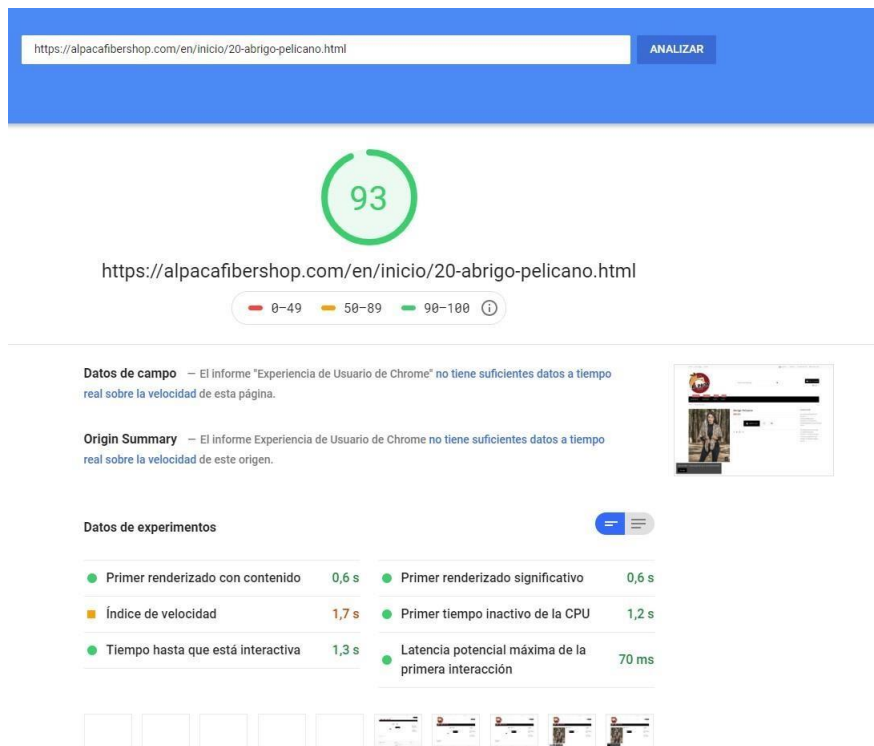 https://alpacafibershop.com/en/inicio/20-abrigo-pelicano.html
ANALIZAR
93
https://alpacafibershop.com/en/inicio/20-abrigo-pelicano.html
0–49 50–89 90–100
Datos de campo — El informe "Experiencia de Usuario de Chrome" no tiene suficientes datos a tiempo
real sobre la velocidad de esta página.
Origin Summary — El informe Experiencia de Usuario de Chrome no tiene suficientes datos a tiempo
real sobre la velocidad de este origen.
Datos de experimentos
Primer renderizado con contenido 0,6 s
Primer renderizado significativo 0,6 s
Índice de velocidad 1,7 s
Primer tiempo inactivo de la CPU 1,2 s
Tiempo hasta que está interactiva 1,3 s
Latencia potencial máxima de la
primera interacción 70 ms